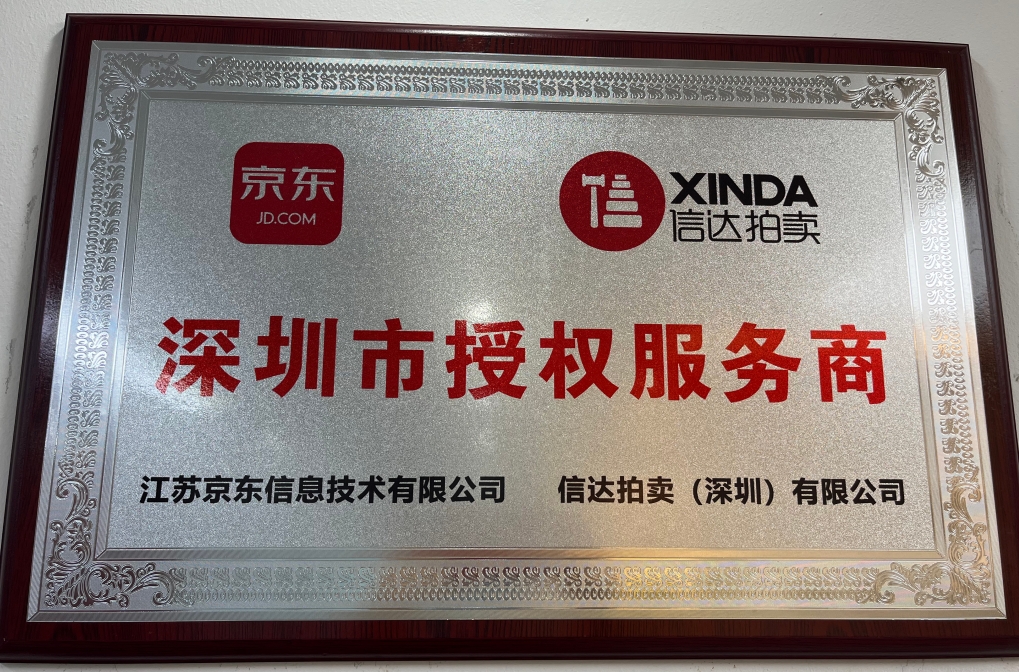 京东
JD.COM
信
XINDA
信达拍卖
深圳市授权服务商
江苏京东信息技术有限公司 信达拍卖（深圳）有限公司